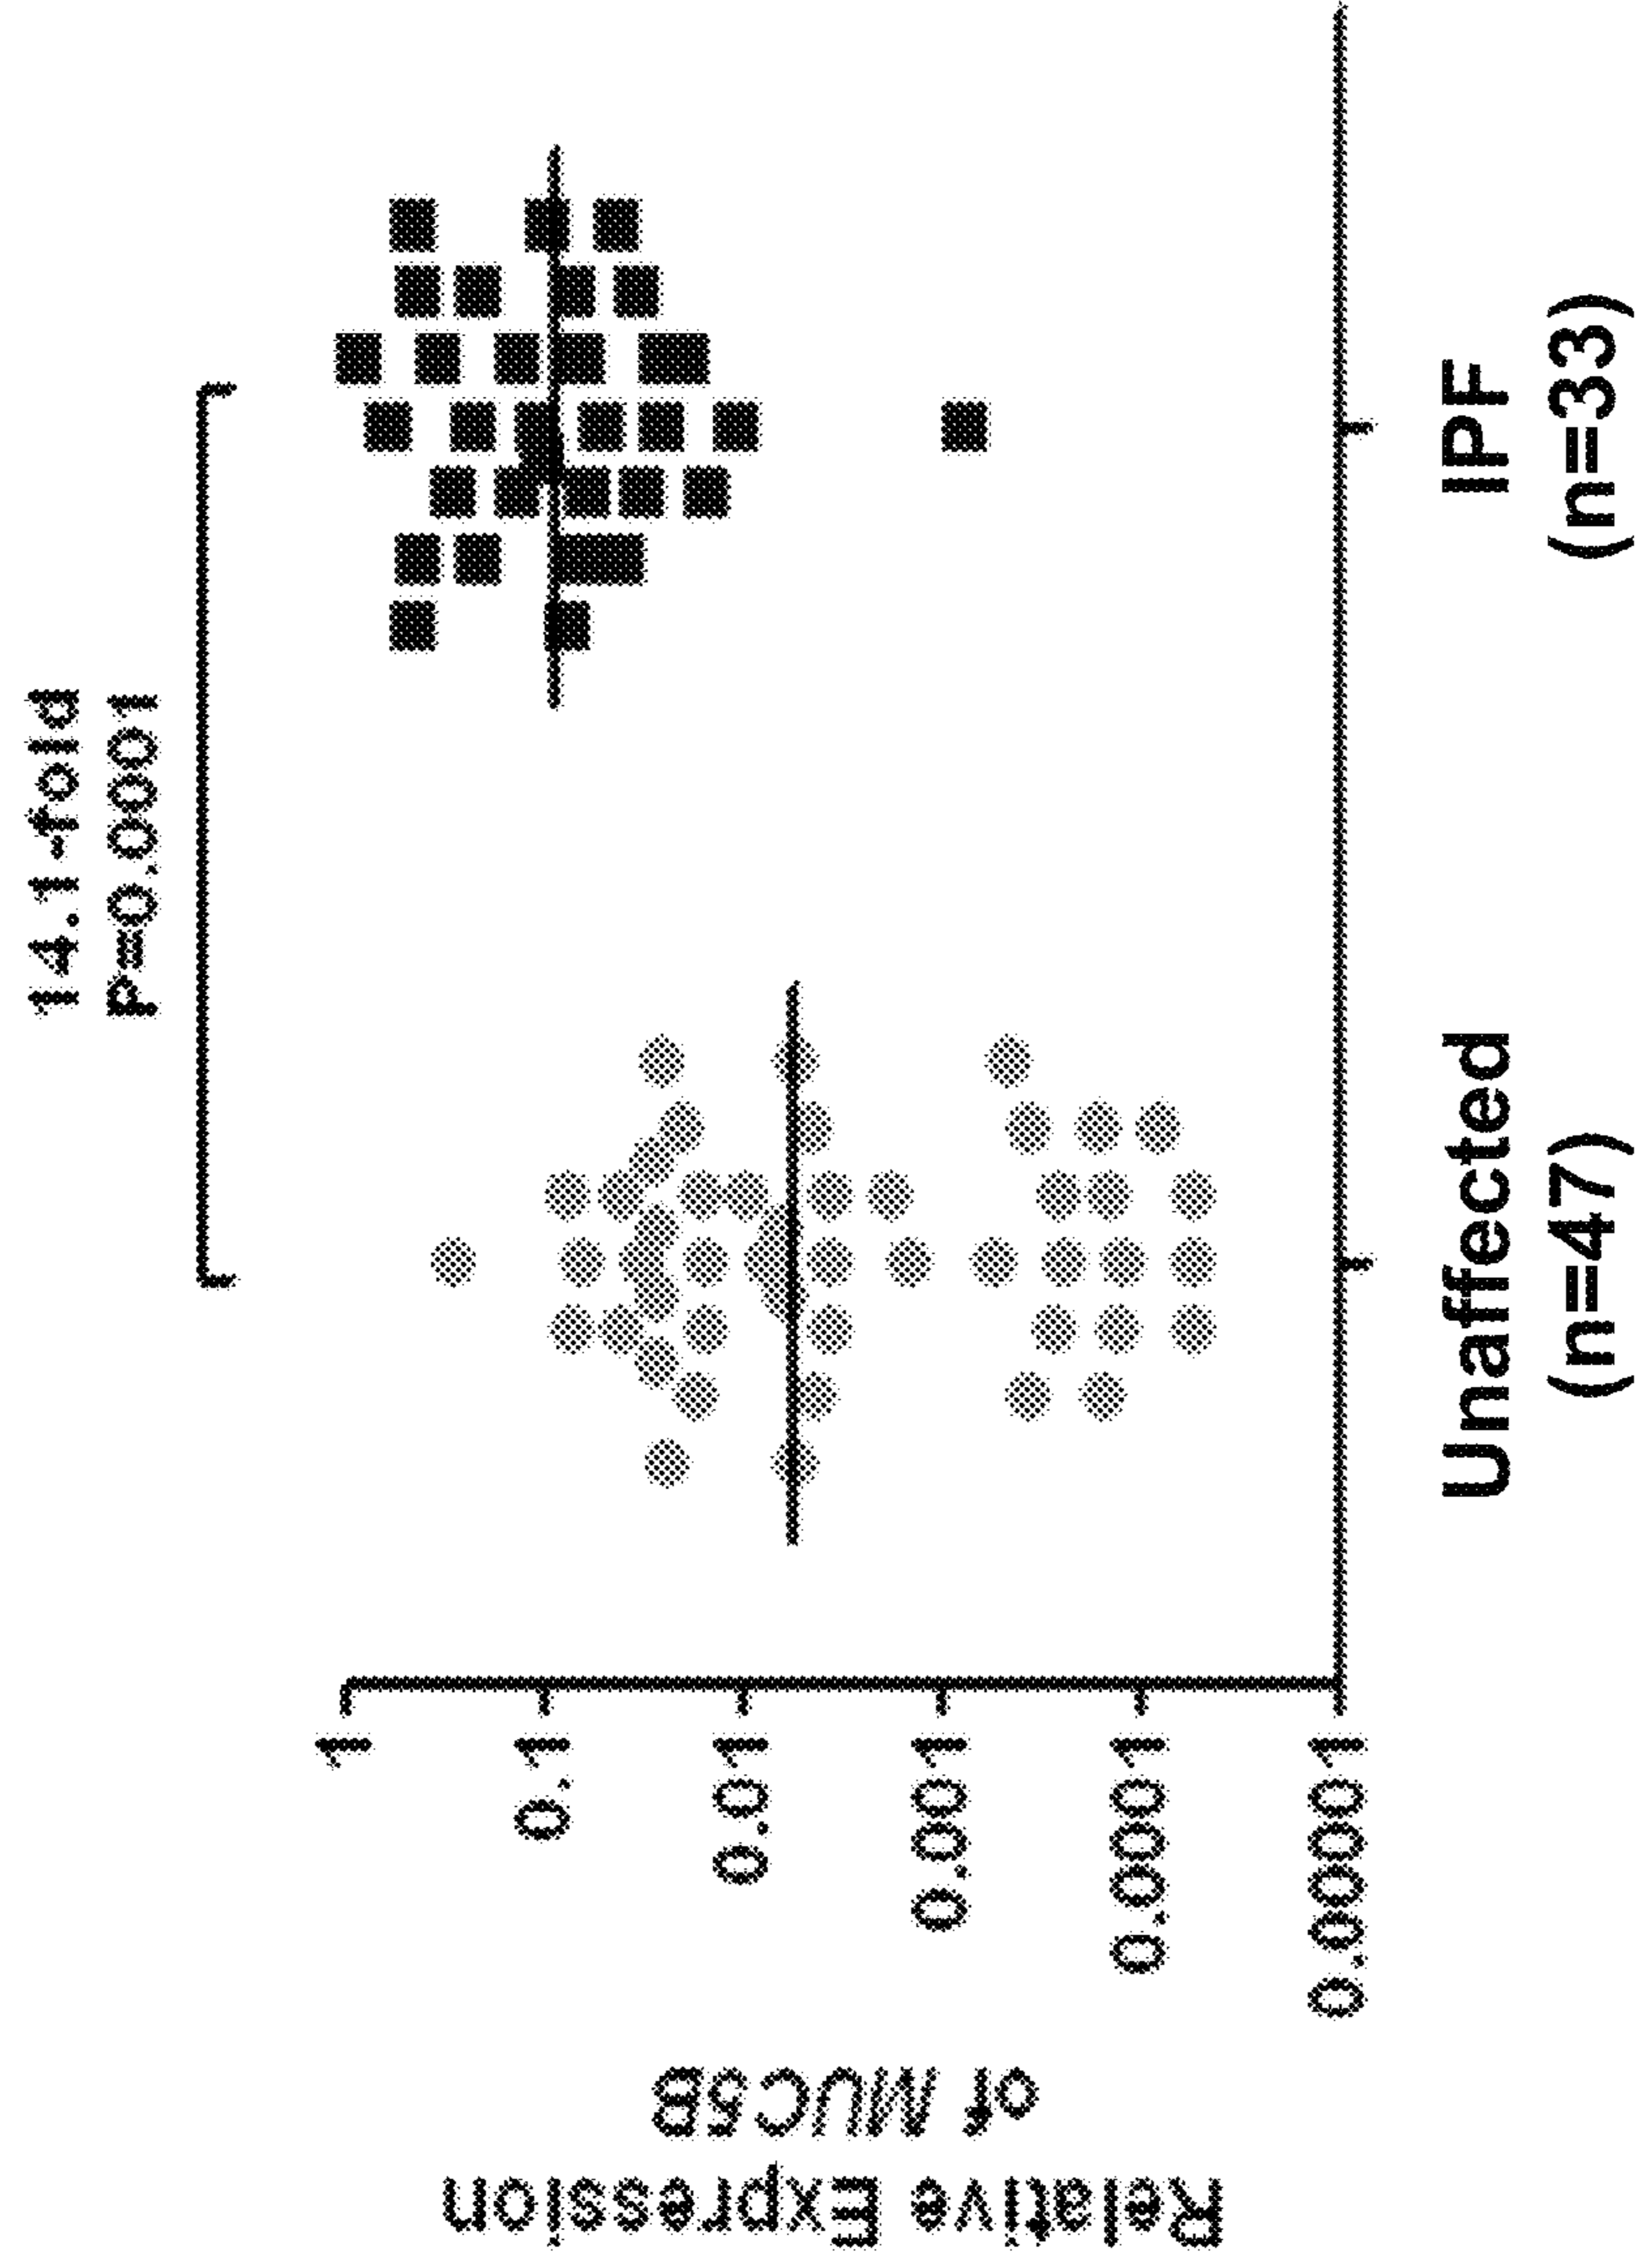 14.1-fold
P=0.0001
Relative Expression
of MUC5B
1
0.1
0.01
0.001
0.0001
0.00001
Unaffected
(n=47)
IPF
(n=33)